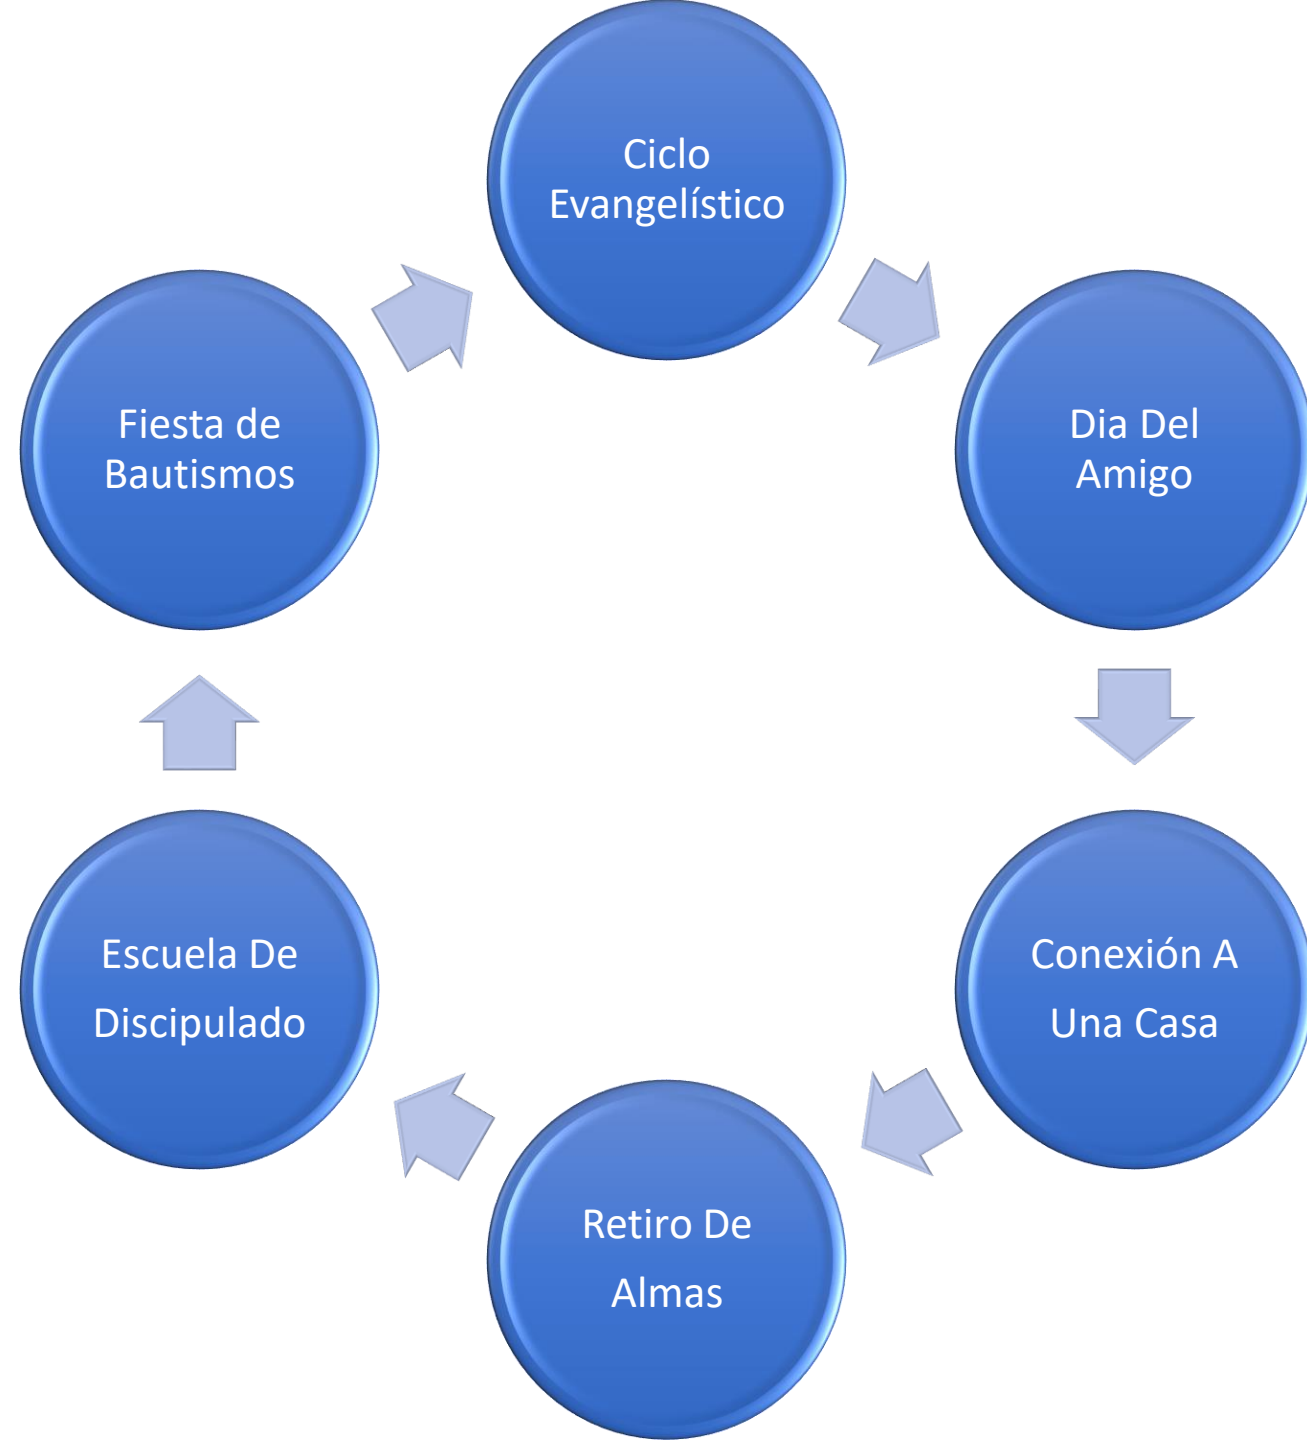 Ciclo
Evangelístico
Dia Del
Amigo
Conexión A
Una Casa
Retiro De
Almas
Escuela De
Discipulado
Fiesta de
Bautismos